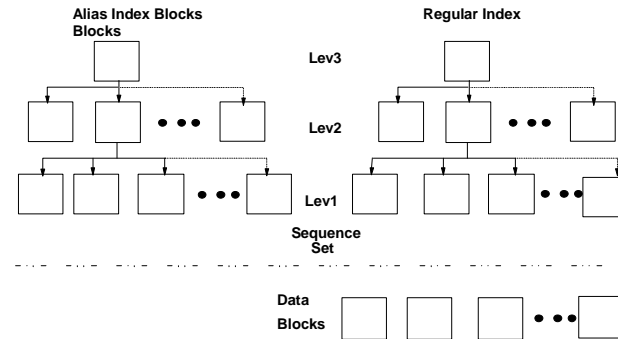 Alias Index Blocks
Blocks
Regular Index
Lev3
Lev2
Lev1
Sequence
Set
Data
Blocks